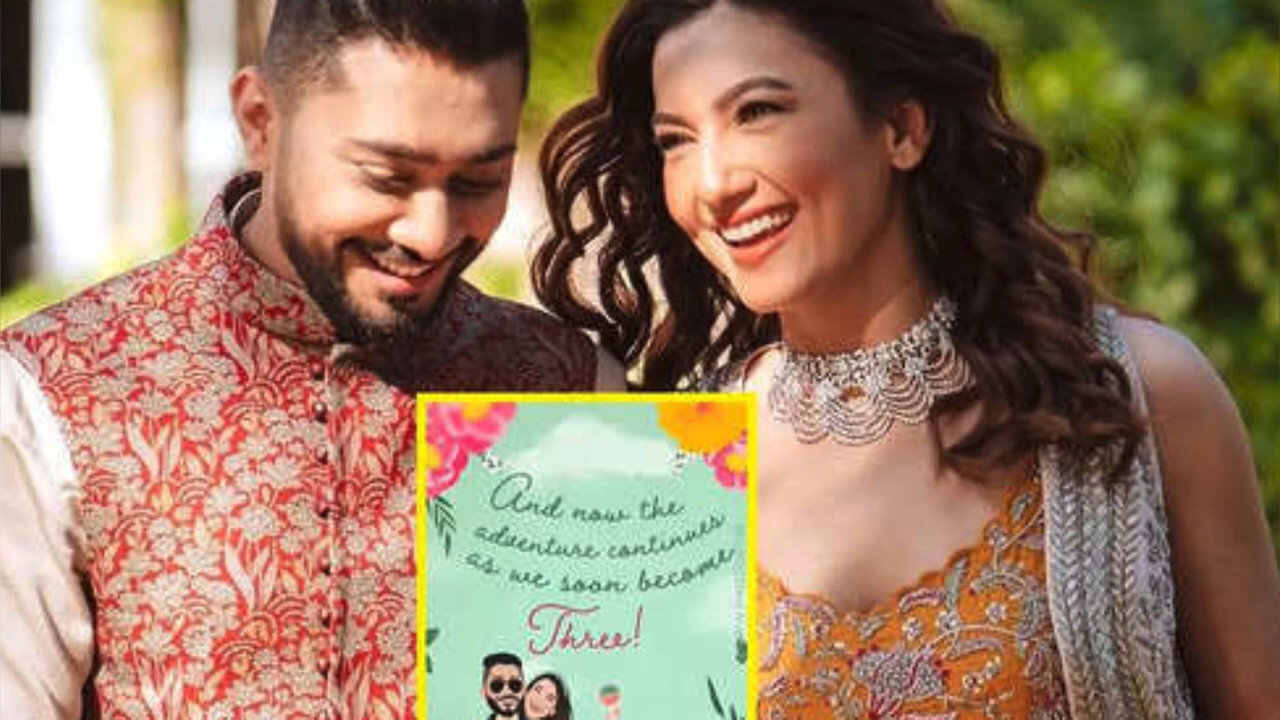 And now the
adventure continues
as we soon become
Three!